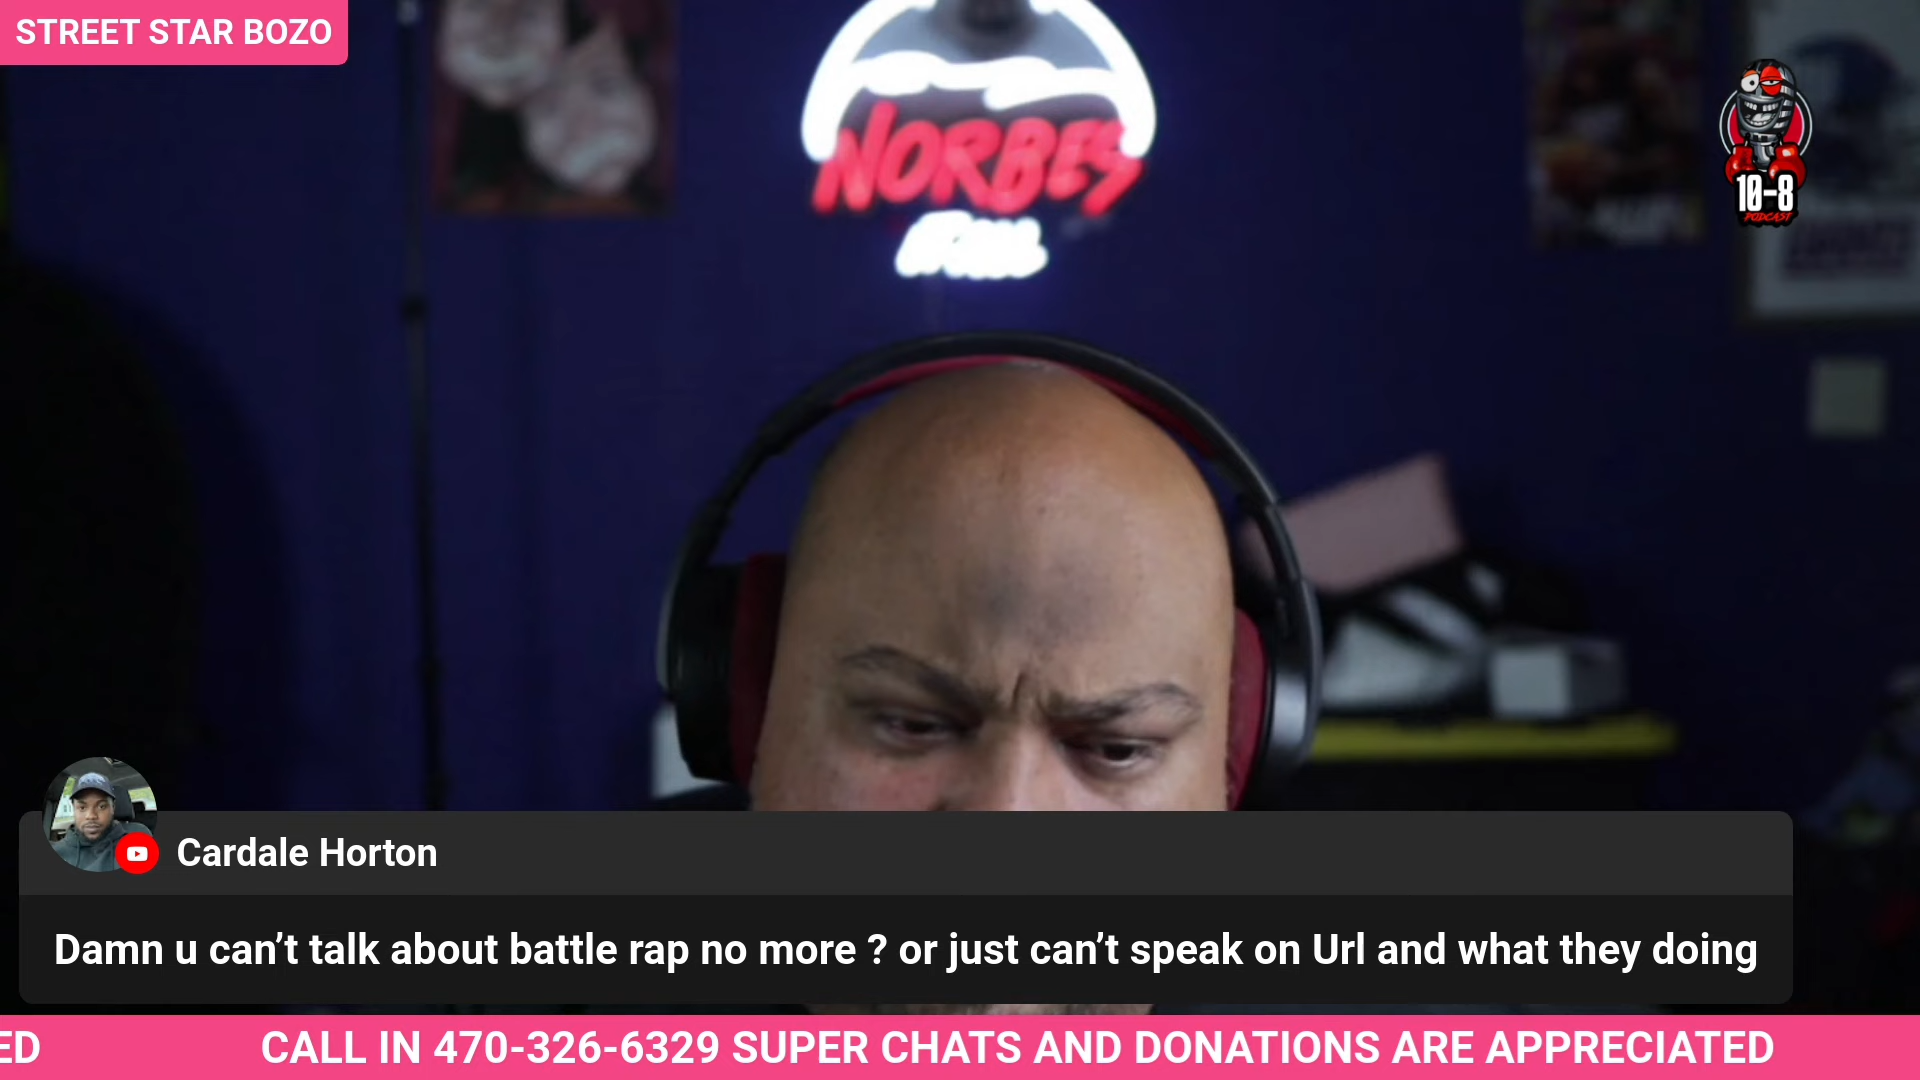 STREET STAR BOZO
NORBES
10-8
PODCAST
Cardale Horton
Damn u can’t talk about battle rap no more ? or just can’t speak on Url and what they doing
ED CALL IN 470-326-6329 SUPER CHATS AND DONATIONS ARE APPRECIATED